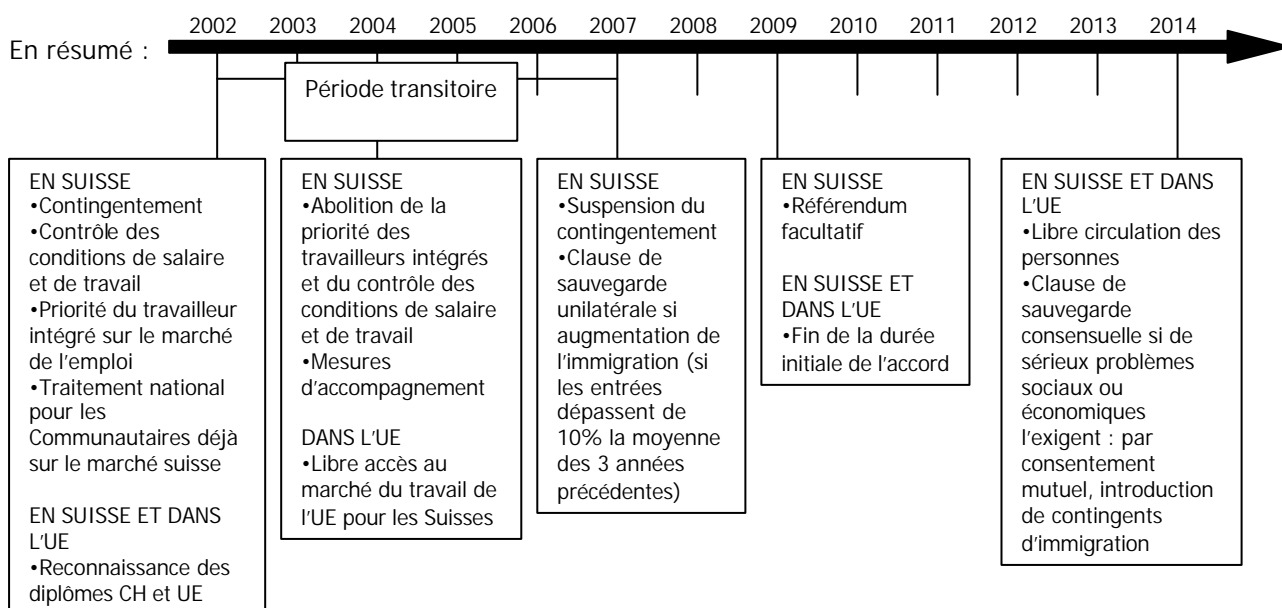 2002 2003 2004 2005 2006 2007 2008 2009 2010 2011 2012 2013 2014
En résumé :
Période transitoire
EN SUISSE
•Contingentement
•Contrôle des
conditions de salaire
et de travail
•Priorité du travailleur
intégré sur le marché
de l'emploi
•Traitement national
pour les
Communautaires déjà
sur le marché suisse
EN SUISSE ET DANS
L'UE
•Reconnaissance des
diplômes CH et UE
EN SUISSE
•Abolition de la
priorité des
travailleurs intégrés
et du contrôle des
conditions de salaire
et de travail
•Mesures
d'accompagnement
DANS L'UE
•Libre accès au
marché du travail de
l'UE pour les Suisses
EN SUISSE
•Suspension du
contingentement
•Clause de
sauvegarde
unilatérale si
augmentation de
l'immigration (si
les entrées
dépassent de
10% la moyenne
des 3 années
précédentes)
EN SUISSE
•Référendum
facultatif
EN SUISSE ET
DANS L'UE
•Fin de la durée
initiale de l'accord
EN SUISSE ET DANS
L'UE
•Libre circulation des
personnes
•Clause de
sauvegarde
consensuelle si de
sérieux problèmes
sociaux ou
économiques
l'exigent : par
consentement
mutuel, introduction
de contingents
d'immigration